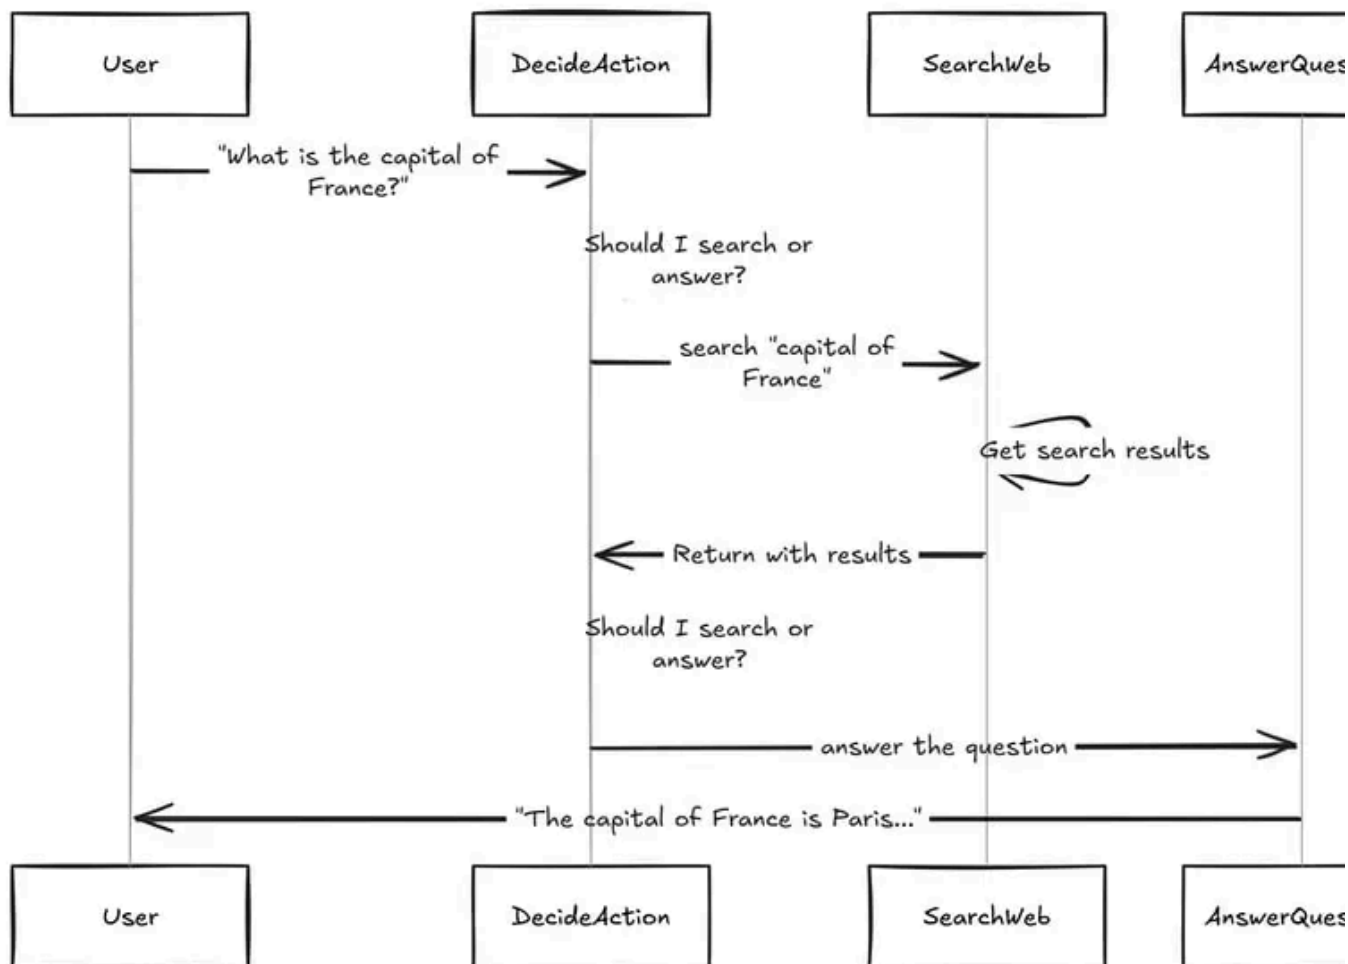 User
DecideAction
SearchWeb
AnswerQues
"What is the capital of
France?"
Should I search or
answer?
search "capital of
France"
Get search results
Return with results
Should I search or
answer?
answer the question
"The capital of France is Paris..."
User
DecideAction
SearchWeb
AnswerQues